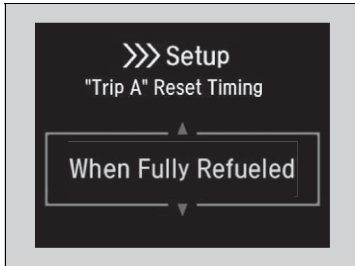 >>> Setup
"Trip A" Reset Timing
When Fully Refueled